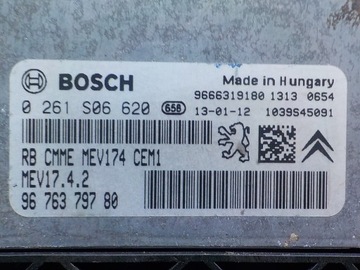 BOSCH
Made in Hungary
9666319180 1313 0654
0 261 S06 620 658 13-01-12 1039S45091
RB CMME MEV174 CEM1
MEV17.4.2
96 763 797 80